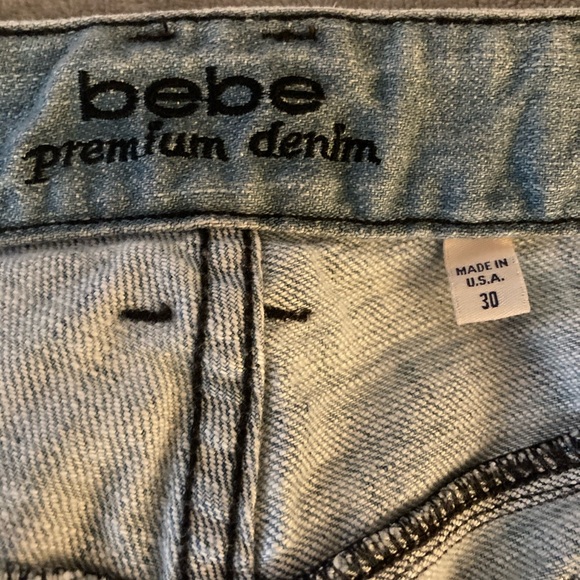 bebe
premium denim
MADE IN
U.S.A.
30